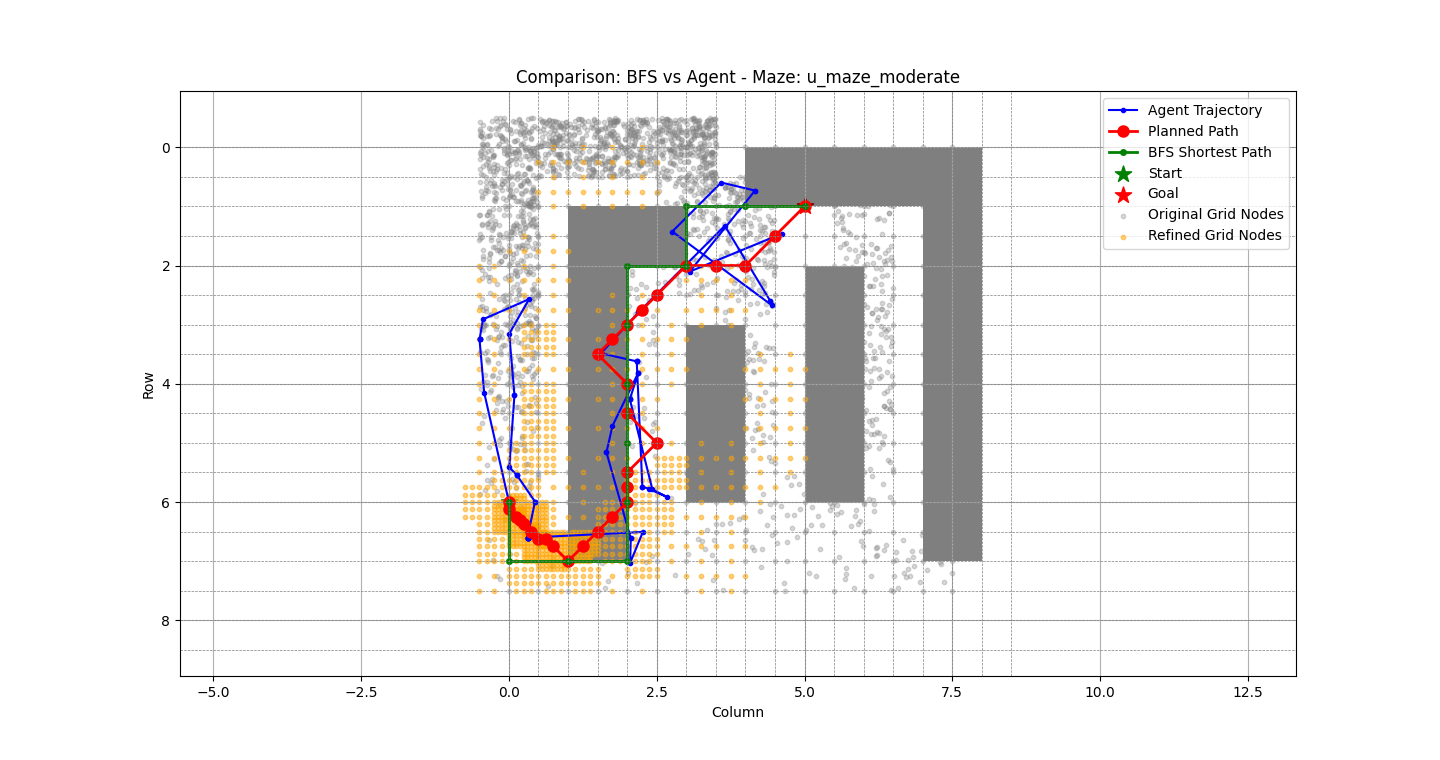 Comparison: BFS vs Agent - Maze: u_maze_moderate
Agent Trajectory
Planned Path
BFS Shortest Path
Start
Goal
Original Grid Nodes
Refined Grid Nodes
0
2
4
6
8
Row
−5.0
−2.5
0.0
2.5
5.0
7.5
10.0
12.5
Column